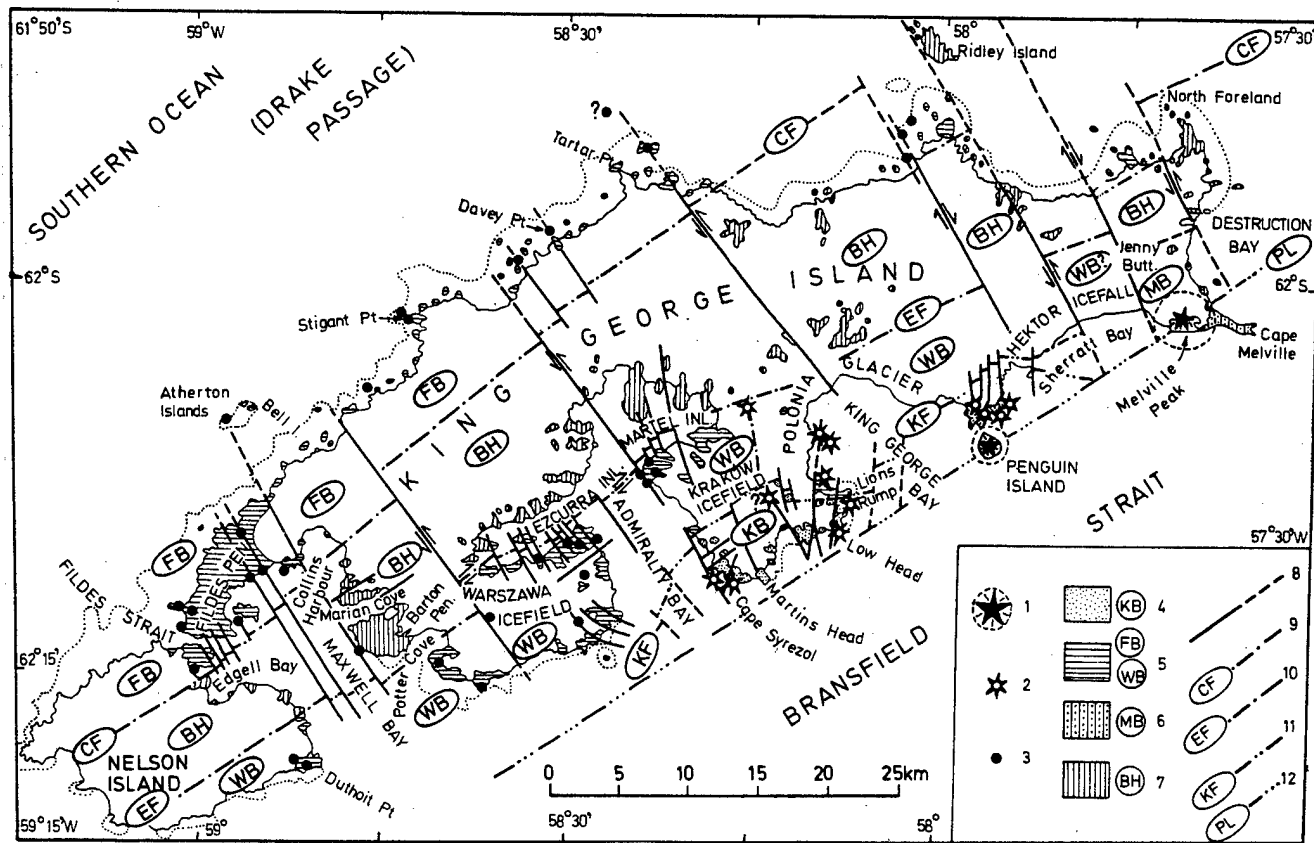 61°50'S
59°W
58°30'
58°
57°30'
SOUTHERN OCEAN
(DRAKE PASSAGE)
Ridley Island
CF
North Foreland
?
Tartar Pt.
CF
Davey Pt.
BH
BH
BH
DESTRUCTION BAY
PL
62°S
62°S
WB?
Jenny Butt.
MB
ICEFALL
KING GEORGE ISLAND
EF
WB
Stigant Pt
HEKTOR
Sherratt Bay
Cape Melville
Melville Peak
GLACIER
FB
Atherton Islands
Bell
BH
MARTEL INL.
WB
POLONIA
KF
KING GEORGE BAY
PENGUIN ISLAND
KRAKÓW ICEFIELD
Lions Rump
FB
EZCURRA INL.
KB
STRAIT
FB
ADMIRALTY BAY
Low Head
FILDES STRAIT
FILDES PEN.
Collins Harbour
BH
Marian Cove
Barton Pen.
WARSZAWA ICEFIELD
Martins Head
WB
Cape Syrezol
KF
62°15'
FB
Edgell Bay
MAXWELL BAY
Potter Cove
WB
BRANSFIELD
CF
BH
NELSON ISLAND
WB
EF
Duthoit Pt
0 5 10 15 20 25km
59°15'W
59°
58°30'
58°
57°30'W
1
2
3
KB 4
FB
WB 5
MB 6
BH 7
8
9
CF
10
EF
11
KF
12
PL